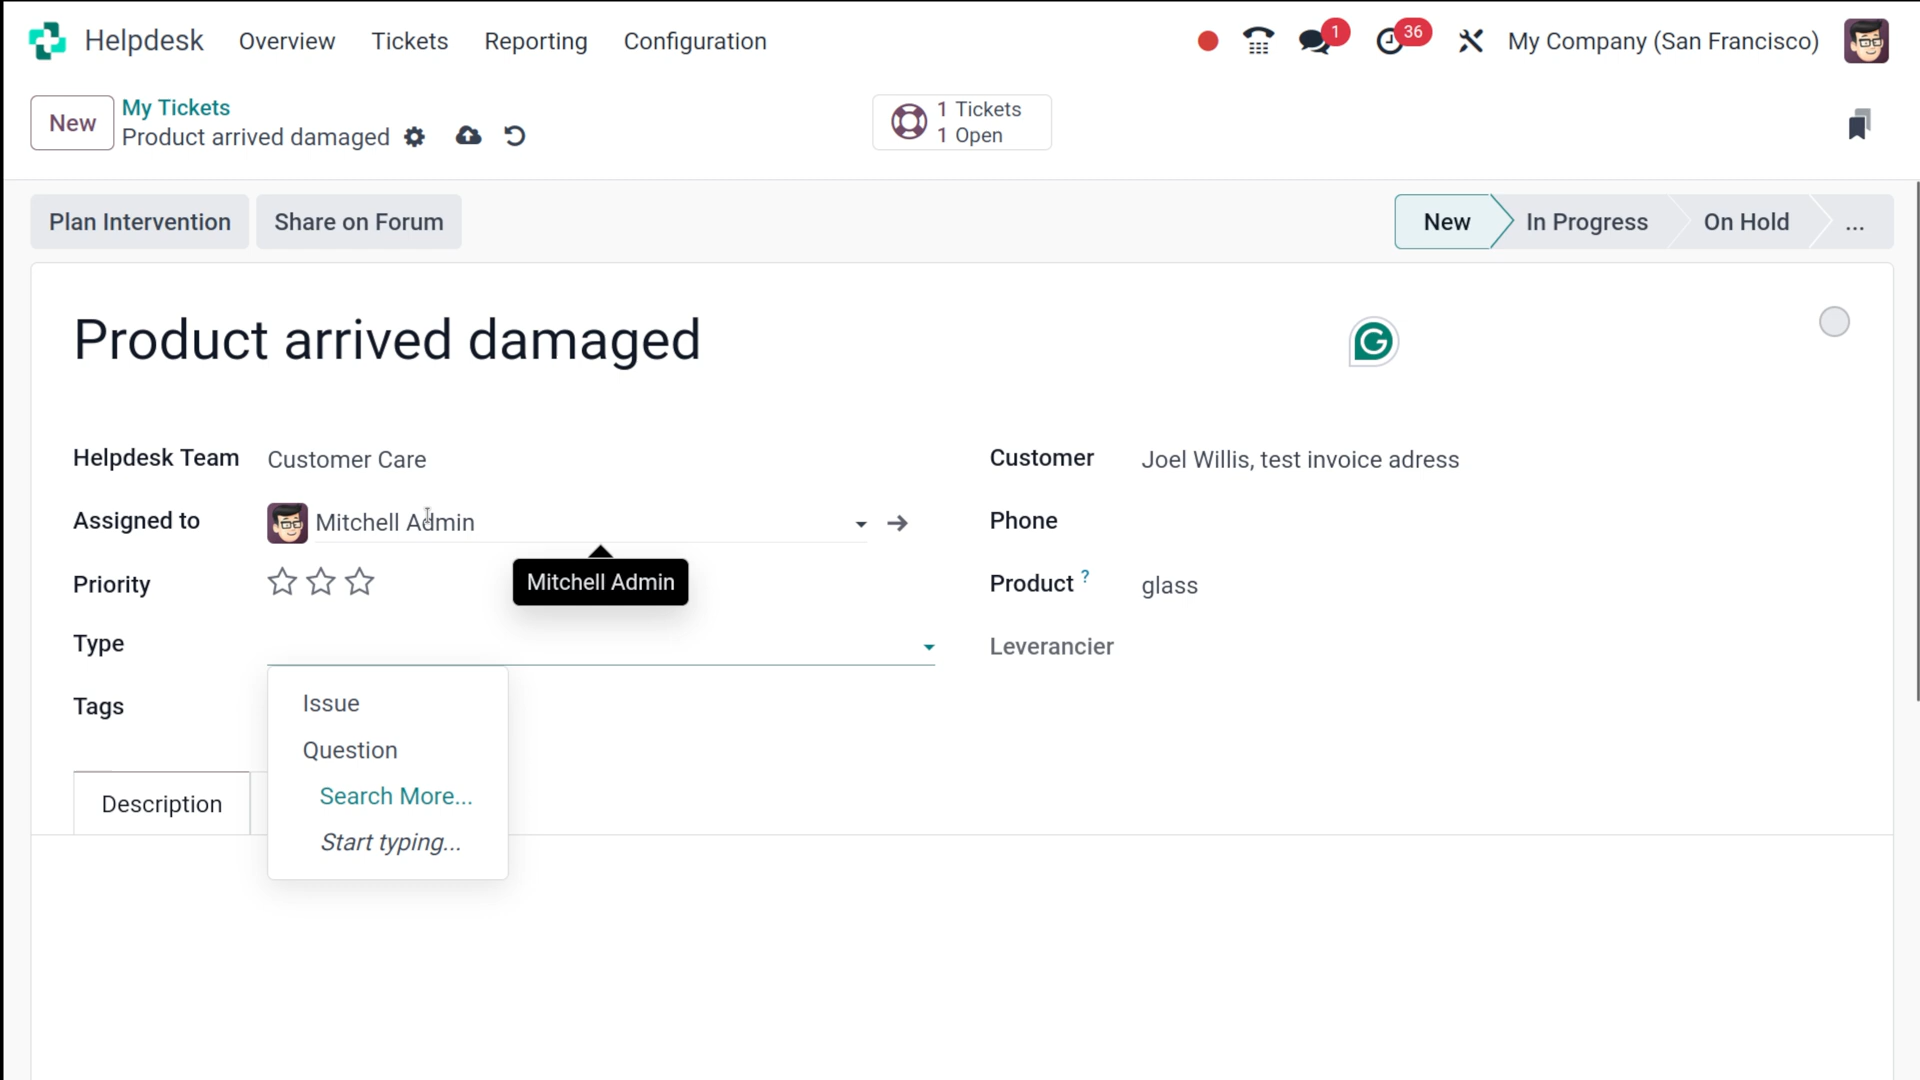 Helpdesk Overview Tickets Reporting Configuration 1 36 My Company (San Francisco)
New My Tickets
Product arrived damaged
1 Tickets
1 Open
Plan Intervention Share on Forum New In Progress On Hold ...
Product arrived damaged
G
Helpdesk Team Customer Care
Customer Joel Willis, test invoice adress
Assigned to Mitchell Admin
Phone
Mitchell Admin
Priority
Product ? glass
Type
Leverancier
Issue
Tags
Question
Search More...
Start typing...
Description